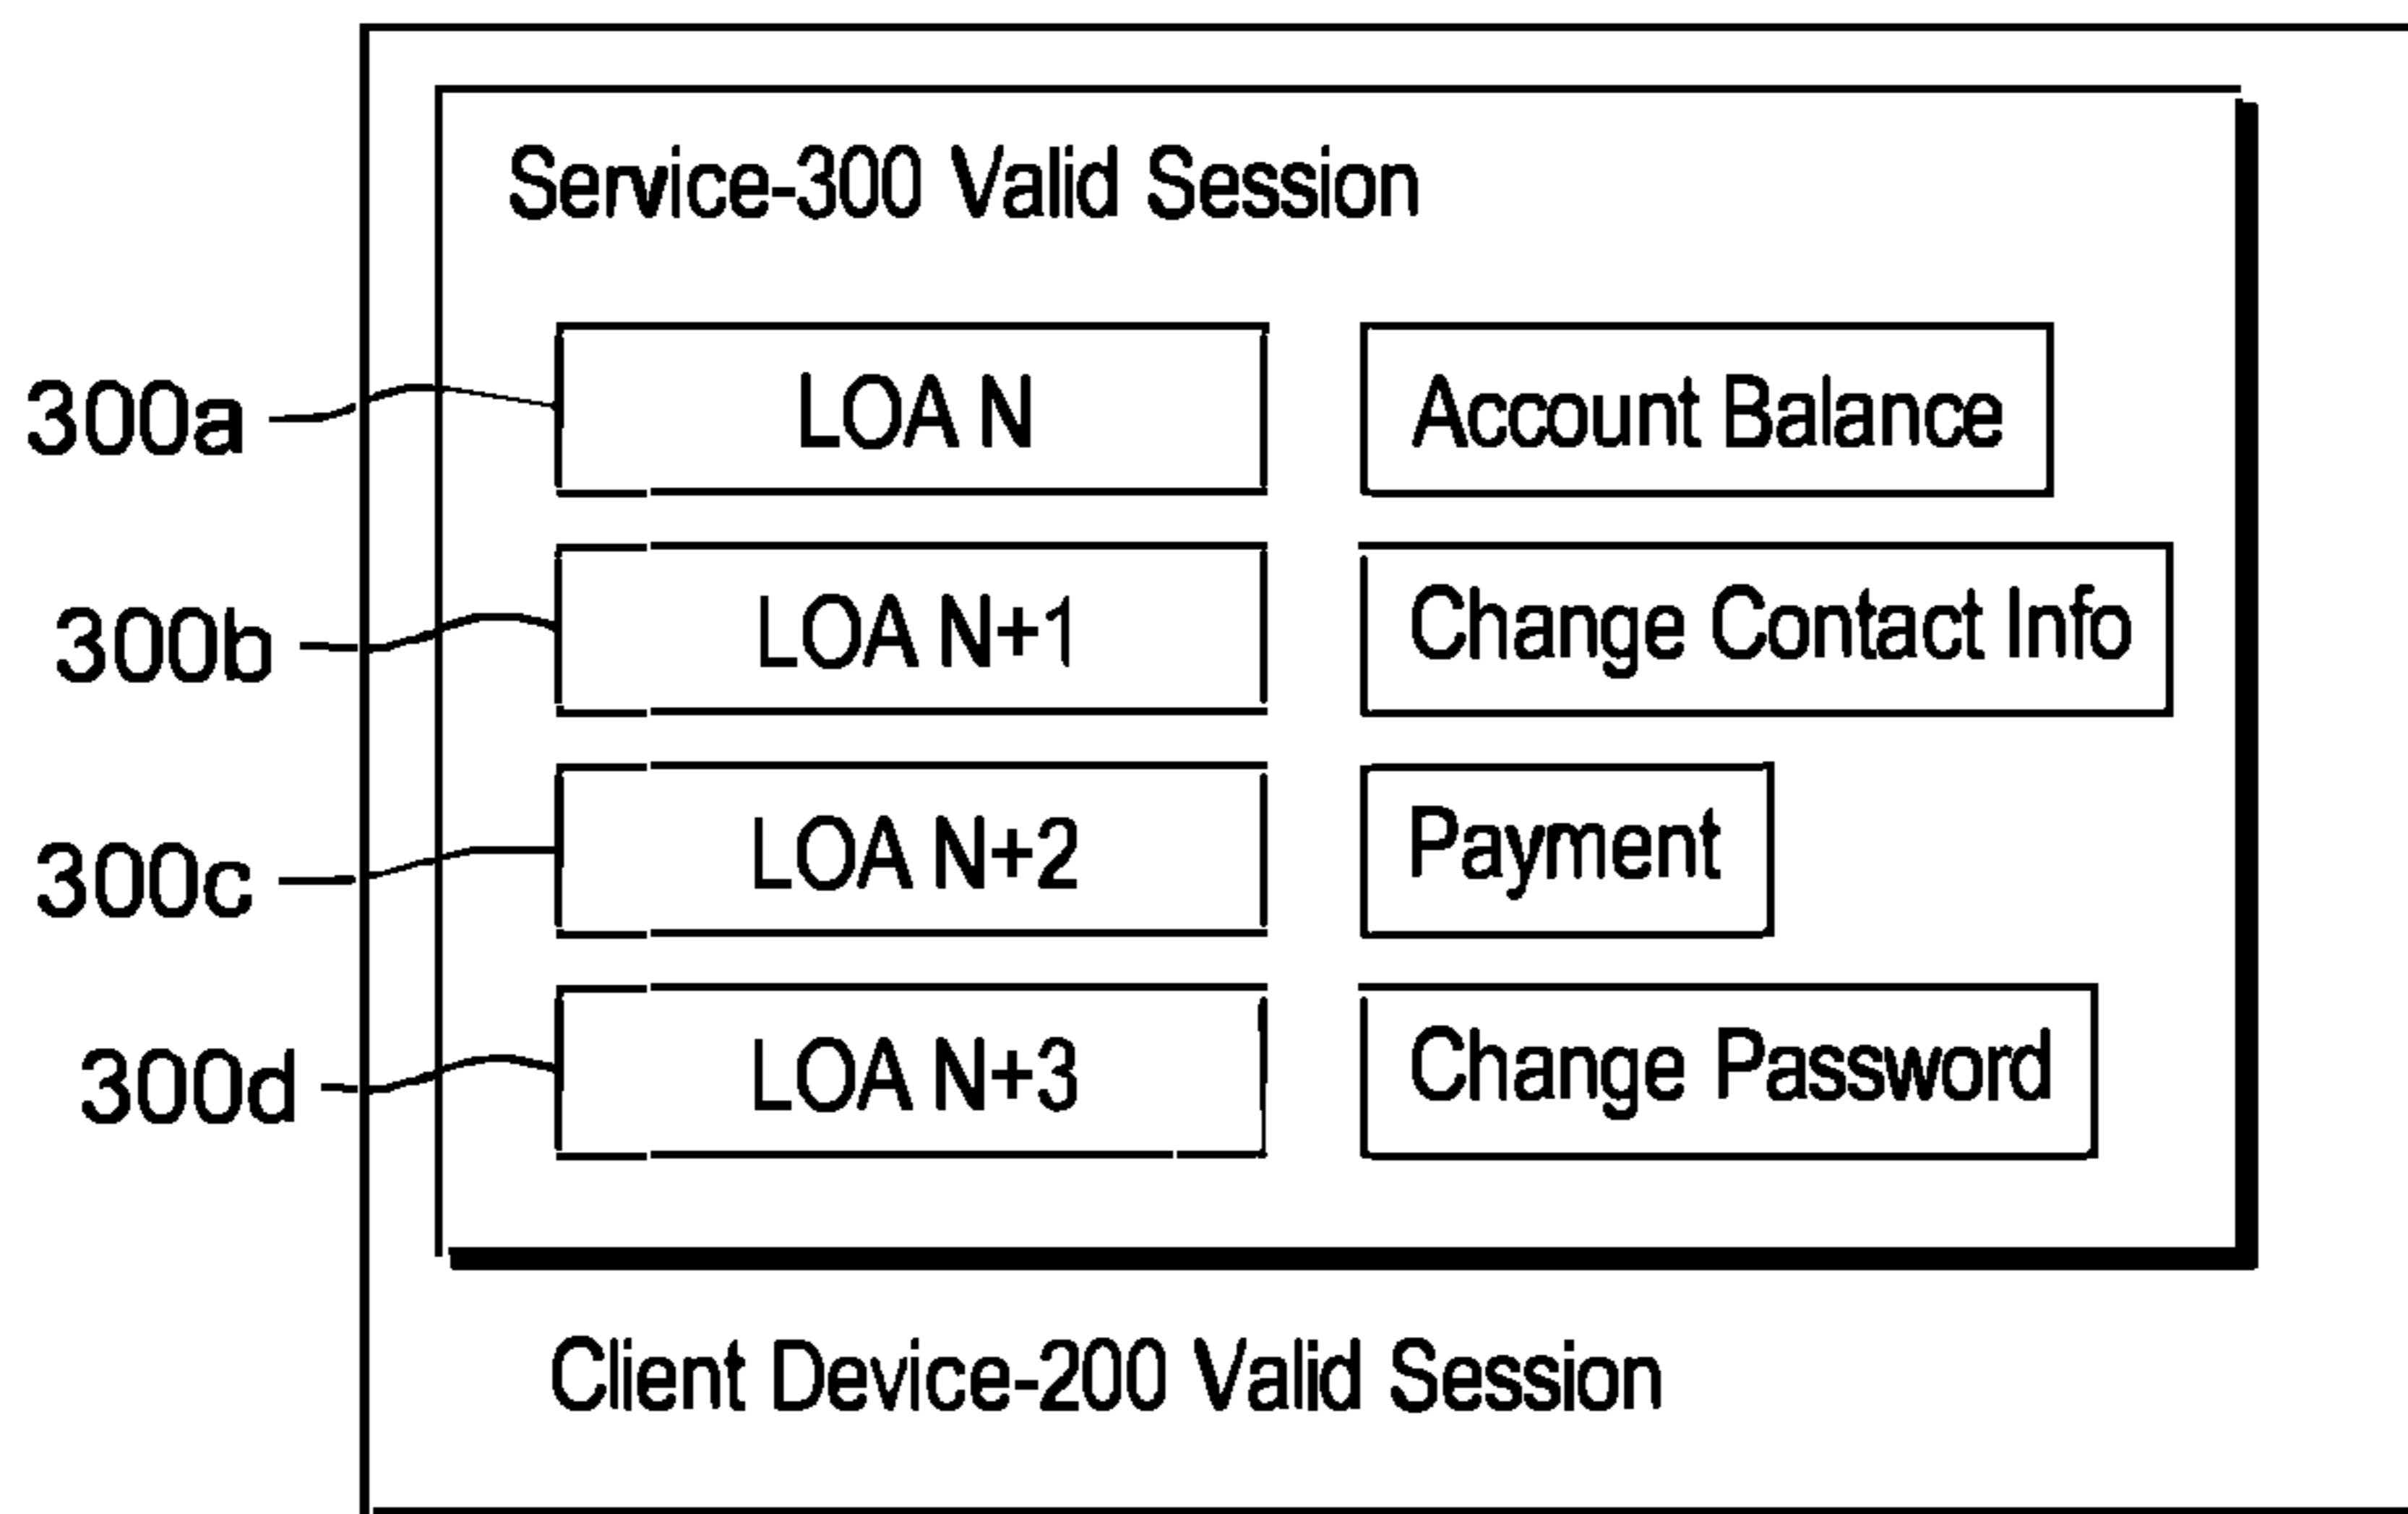 Service-300 Valid Session
300a LOA N Account Balance
300b LOA N+1 Change Contact Info
300c LOA N+2 Payment
300d LOA N+3 Change Password
Client Device-200 Valid Session